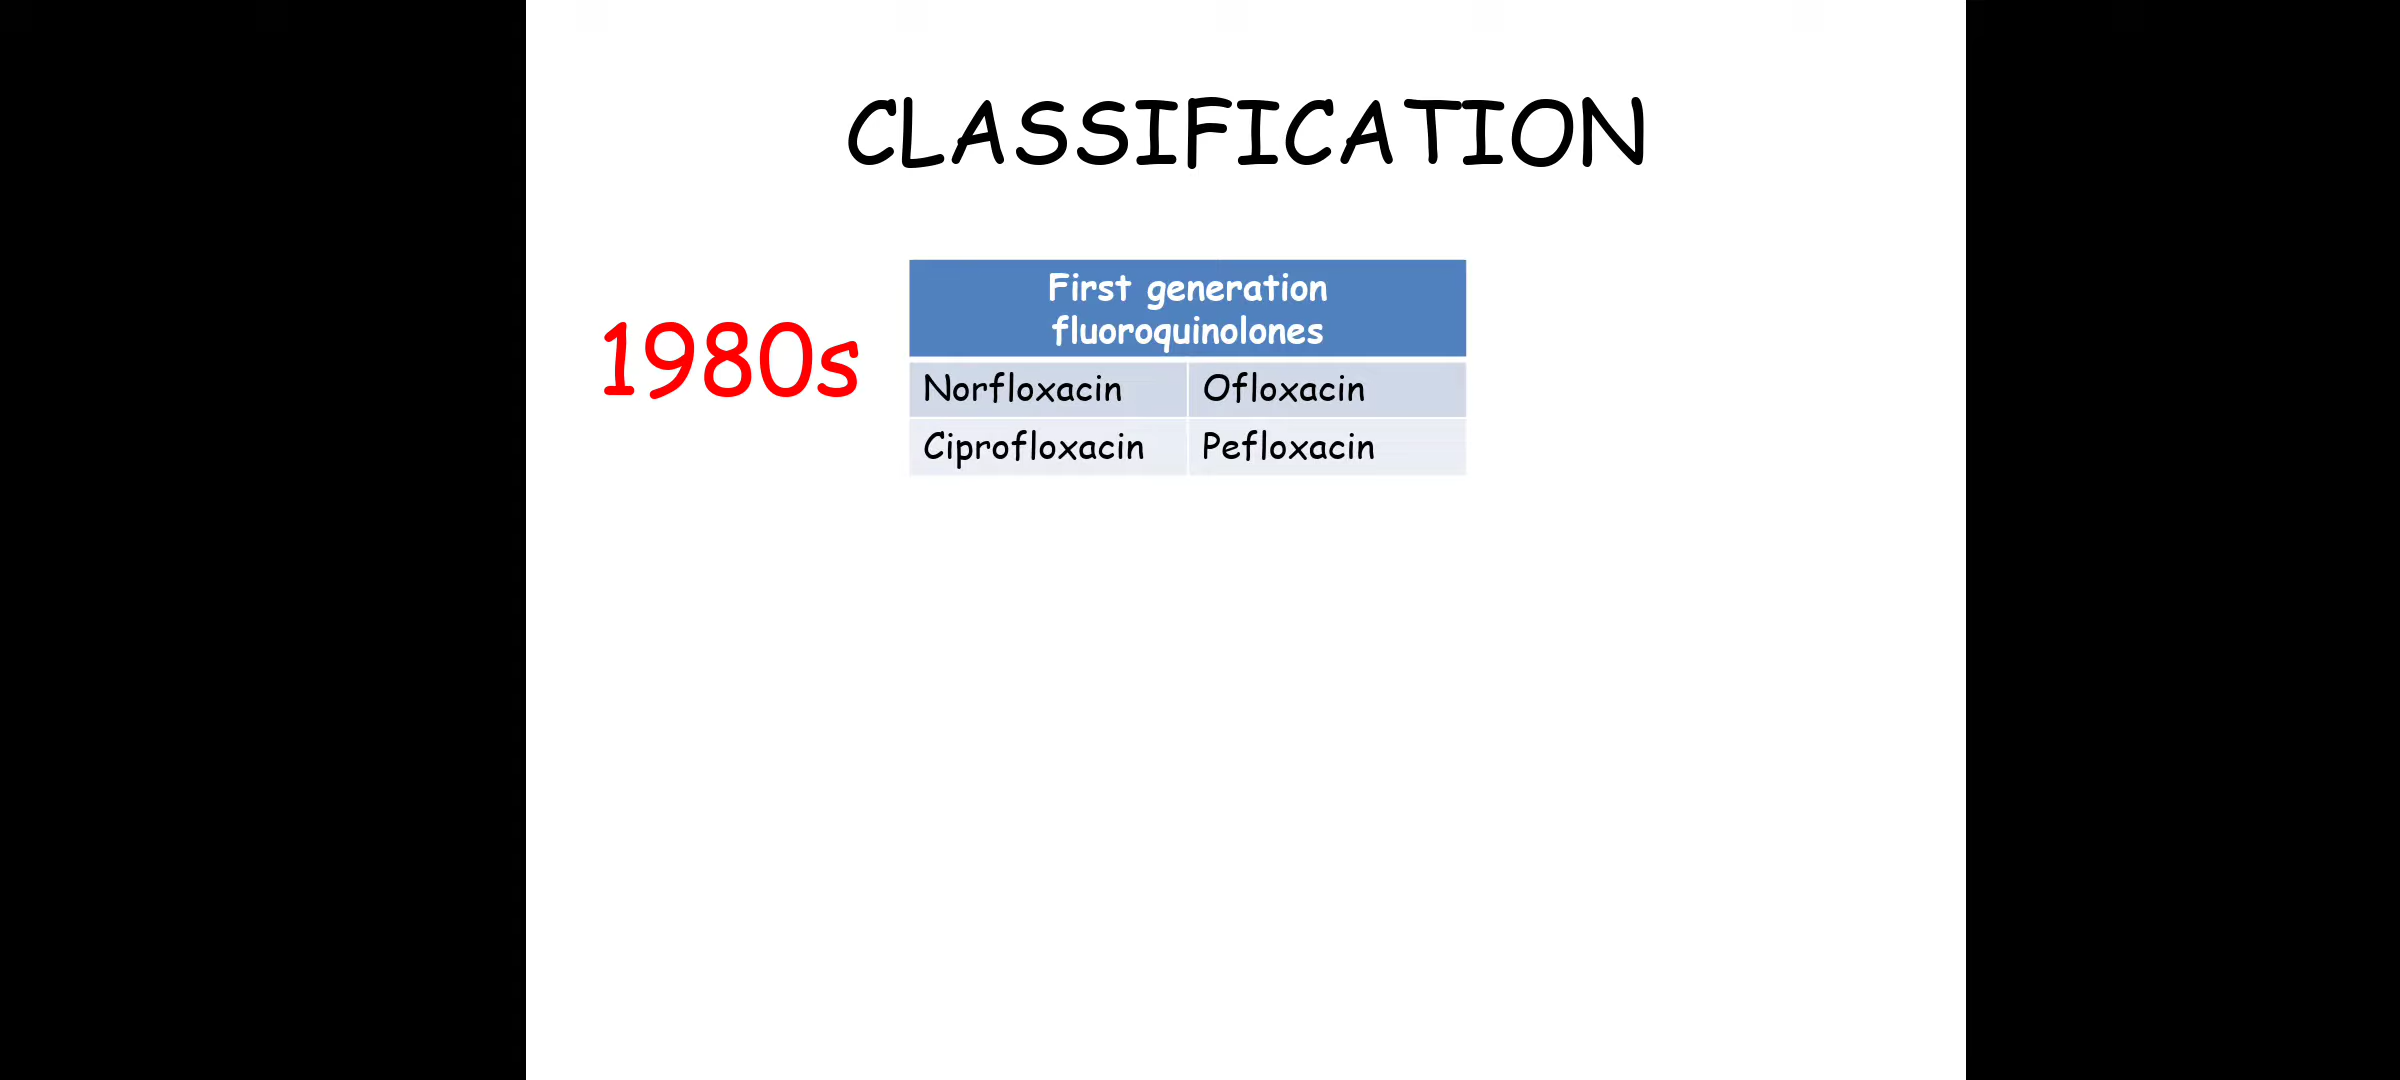 CLASSIFICATION
1980s
First generation
fluoroquinolones
Norfloxacin Ofloxacin
Ciprofloxacin Pefloxacin